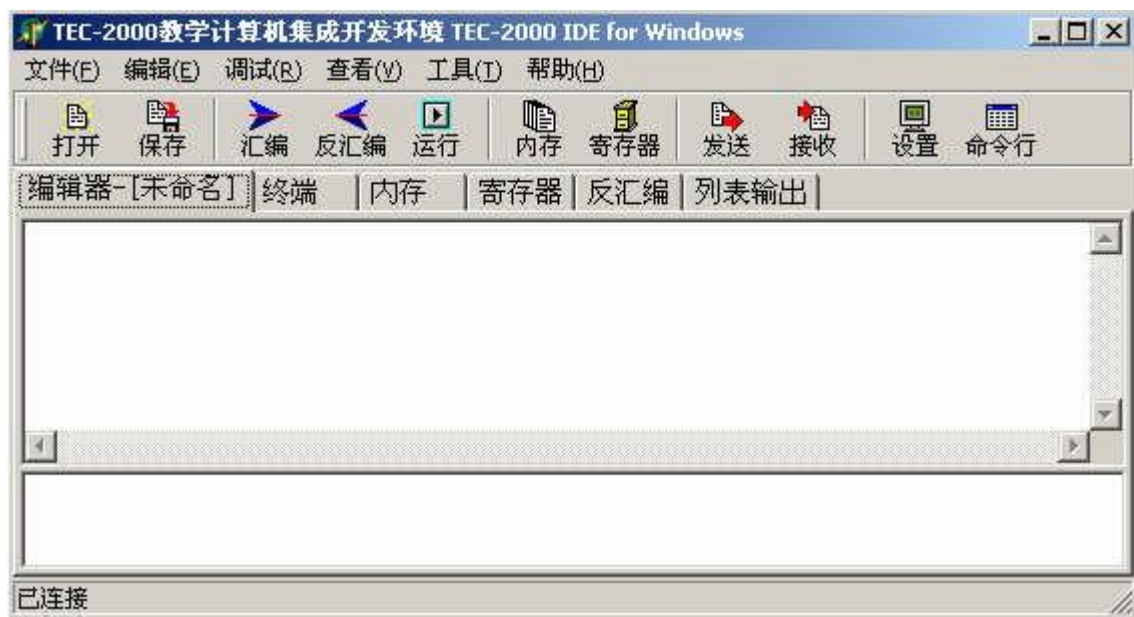 TEC-2000教学计算机集成开发环境 TEC-2000 IDE for Windows
文件(F) 编辑(E) 调试(R) 查看(V) 工具(T) 帮助(H)
打开 保存 汇编 反汇编 运行 内存 寄存器 发送 接收 设置 命令行
编辑器-[未命名] 终端 内存 寄存器 反汇编 列表输出
已连接